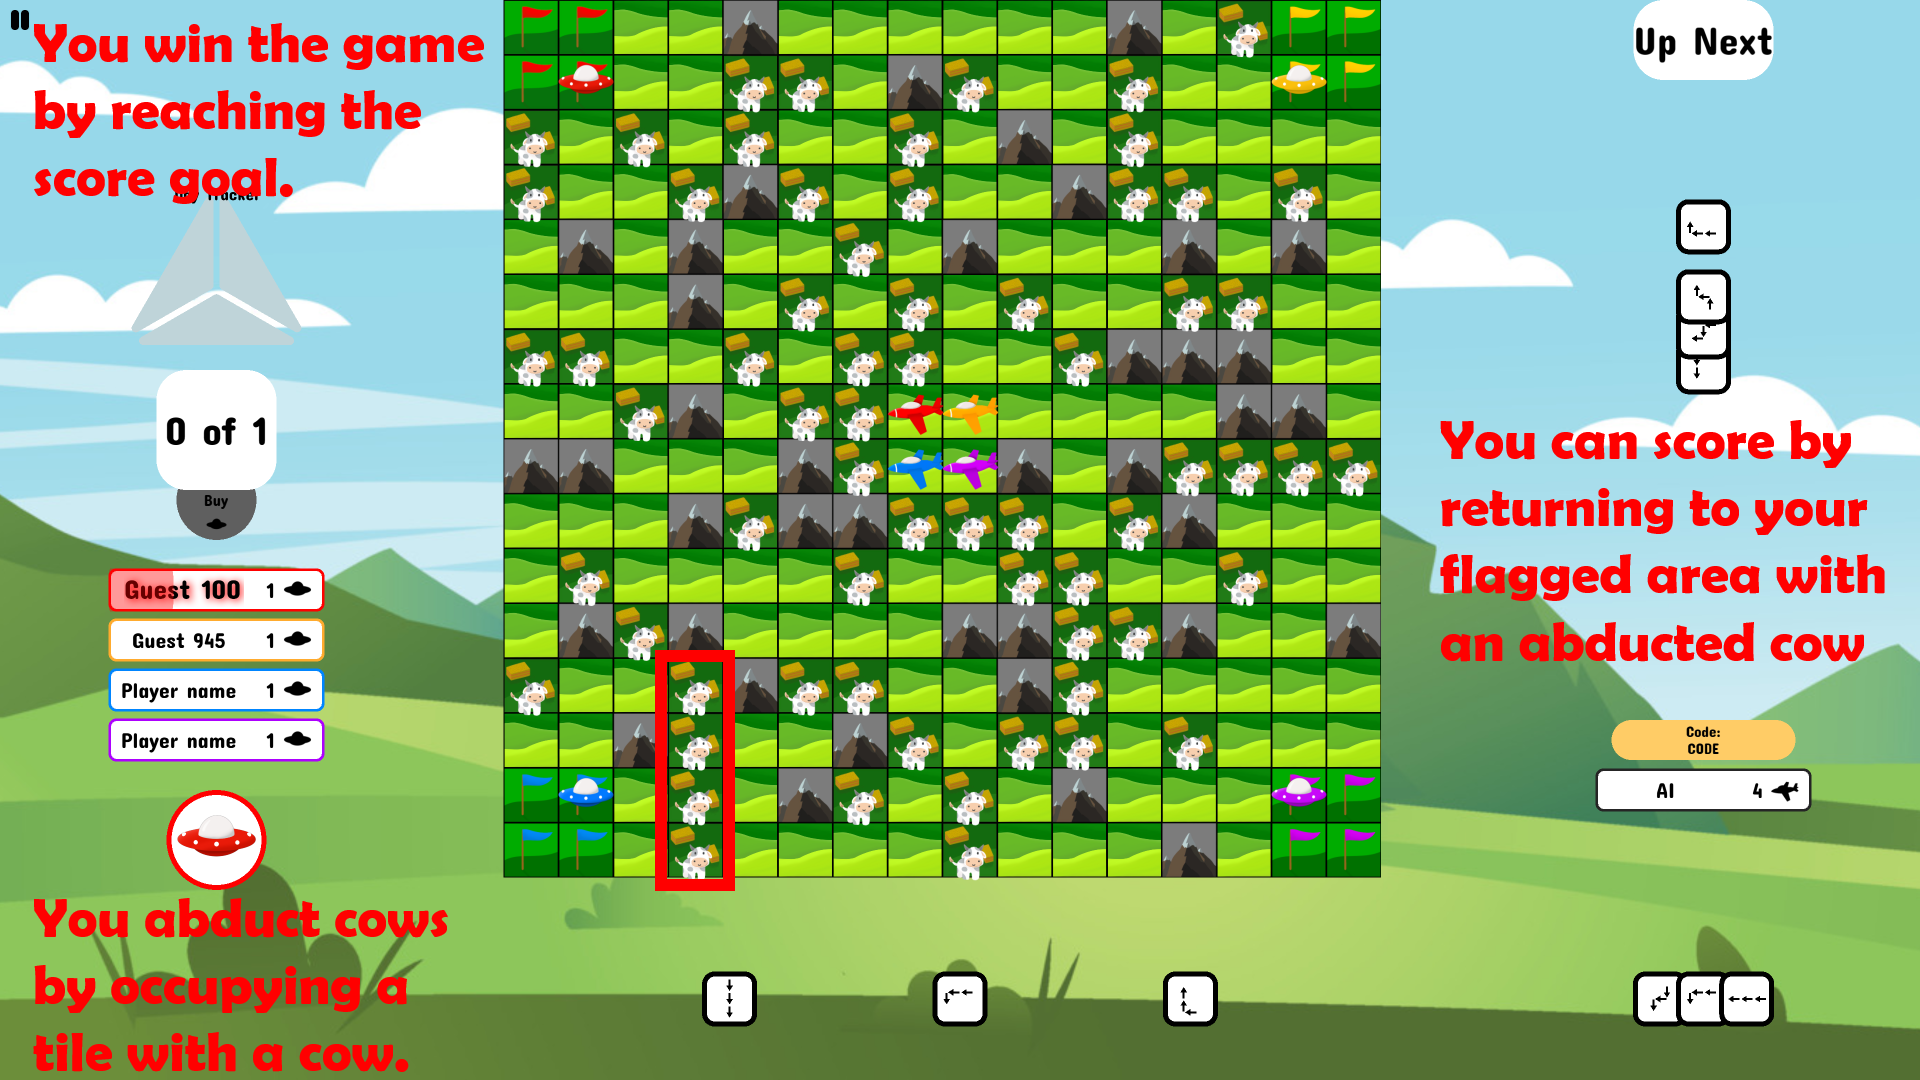 You win the game
by reaching the
score goal.
Tracker
0 of 1
Buy
Guest 100 1
Guest 945 1
Player name 1
Player name 1
You abduct cows
by occupying a
tile with a cow.
Up Next
You can score by
returning to your
flagged area with
an abducted cow
Code:
CODE
AI 4